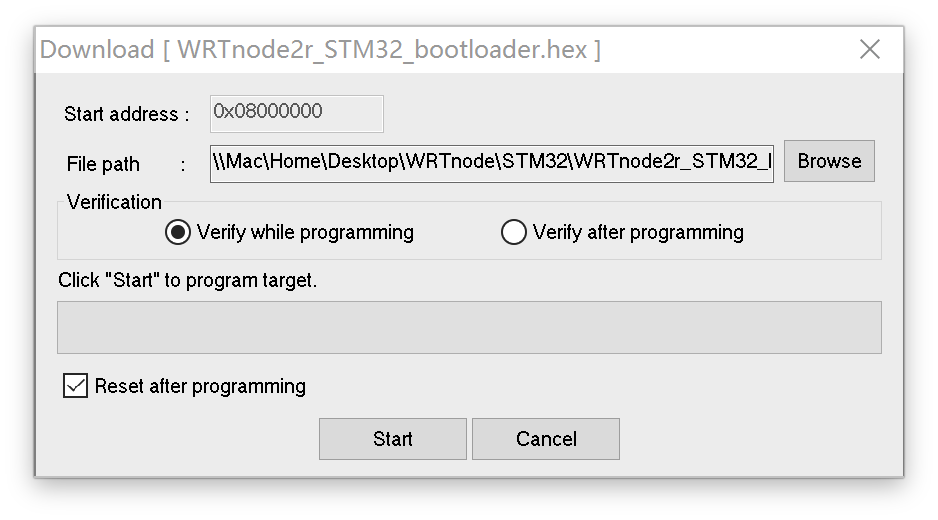 Download [ WRTnode2r_STM32_bootloader.hex ]
Start address : 0x08000000
File path : \\Mac\Home\Desktop\WRTnode\STM32\WRTnode2r_STM32_ Browse
Verification
Verify while programming Verify after programming
Click "Start" to program target.
Reset after programming
Start Cancel